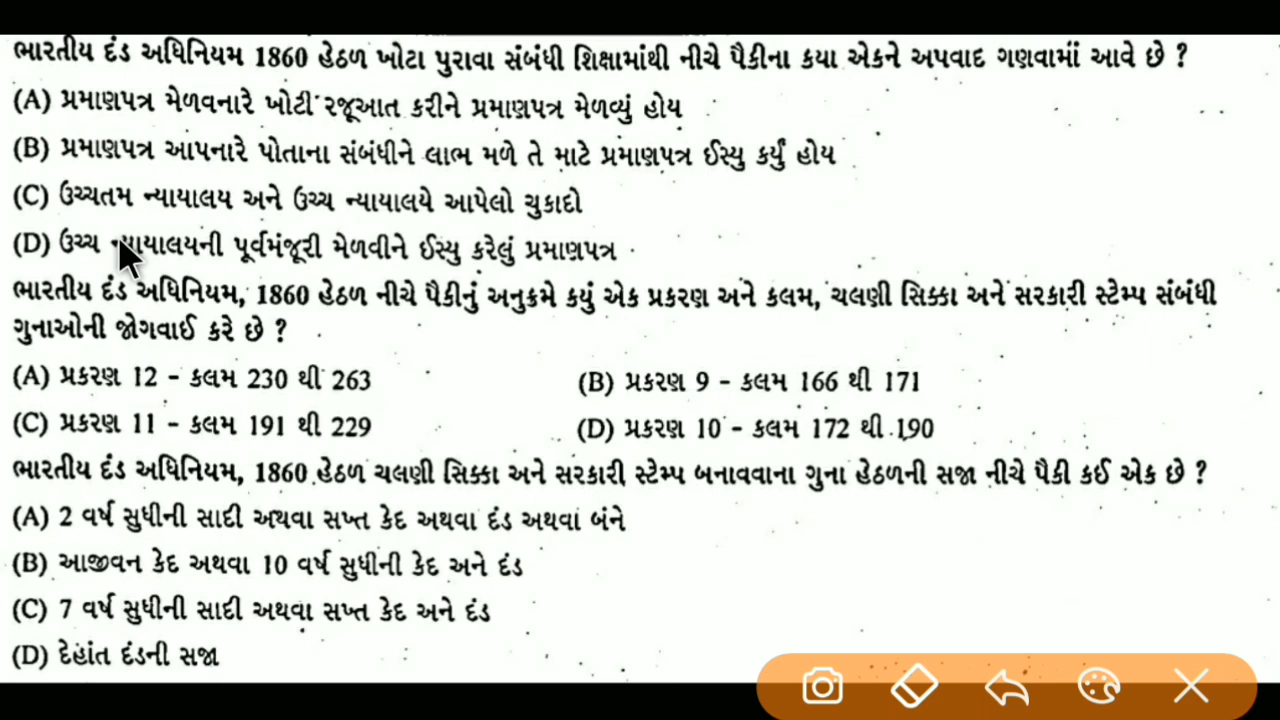 ભારતીય દંડ અધિનિયમ 1860 હેઠળ ખોટા પુરાવા સંબંધી શિક્ષામાંથી નીચે પૈકીના કયા એકને અપવાદ ગણવામાં આવે છે ?
(A) પ્રમાણપત્ર મેળવનારે ખોટી રજૂઆત કરીને પ્રમાણપત્ર મેળવ્યું હોય
(B) પ્રમાણપત્ર આપનારે પોતાના સંબંધીને લાભ મળે તે માટે પ્રમાણપત્ર ઈસ્યુ કર્યું હોય
(C) ઉચ્ચતમ ન્યાયાલય અને ઉચ્ચ ન્યાયાલયે આપેલો ચુકાદો
(D) ઉચ્ચ ન્યાયાલયની પૂર્વમંજૂરી મેળવીને ઈસ્યુ કરેલું પ્રમાણપત્ર
ભારતીય દંડ અધિનિયમ, 1860 હેઠળ નીચે પૈકીનું અનુક્રમે કયું એક પ્રકરણ અને કલમ, ચલણી સિક્કા અને સરકારી સ્ટેમ્પ સંબંધી
ગુનાઓની જોગવાઈ કરે છે ?
(A) પ્રકરણ 12 - કલમ 230 થી 263 (B) પ્રકરણ 9 - કલમ 166 થી 171
(C) પ્રકરણ 11 - કલમ 191 થી 229 (D) પ્રકરણ 10 - કલમ 172 થી 190
ભારતીય દંડ અધિનિયમ, 1860 હેઠળ ચલણી સિક્કા અને સરકારી સ્ટેમ્પ બનાવવાના ગુના હેઠળની સજા નીચે પૈકી કઈ એક છે ?
(A) 2 વર્ષ સુધીની સાદી અથવા સખ્ત કેદ અથવા દંડ અથવા બંને
(B) આજીવન કેદ અથવા 10 વર્ષ સુધીની કેદ અને દંડ
(C) 7 વર્ષ સુધીની સાદી અથવા સખ્ત કેદ અને દંડ
(D) દેહાંત દંડની સજા